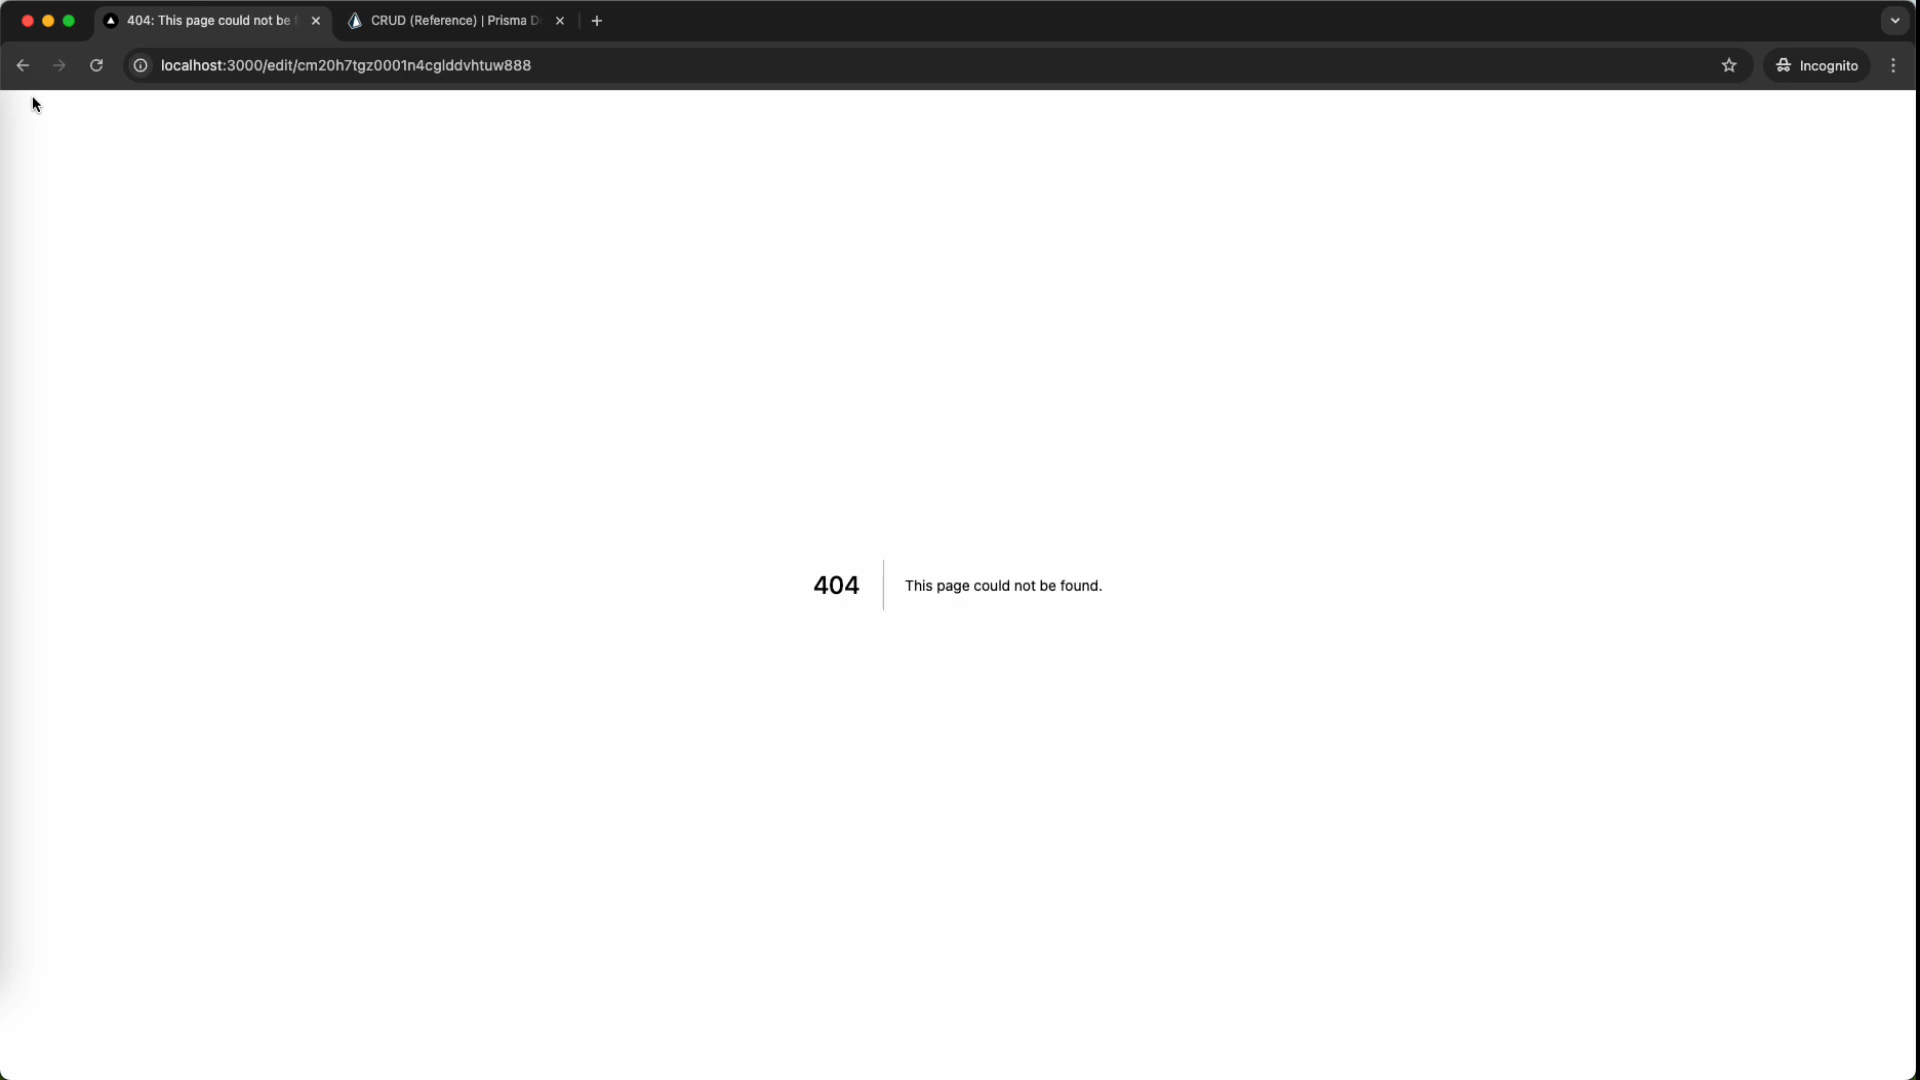 404: This page could not be f
CRUD (Reference) | Prisma D
localhost:3000/edit/cm20h7tgz0001n4cglddvhtuw888
Incognito
404
This page could not be found.